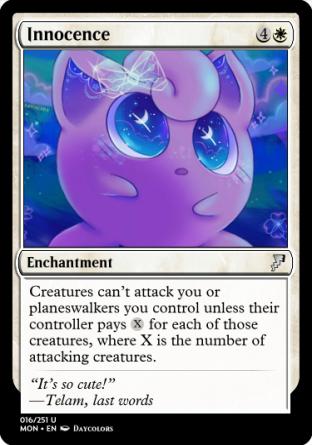 Innocence 4
Enchantment
Creatures can't attack you or
planeswalkers you control unless their
controller pays X for each of those
creatures, where X is the number of
attacking creatures.
“It's so cute!”
—Telam, last words
016/251 U
MON • EN DAYCOLORS